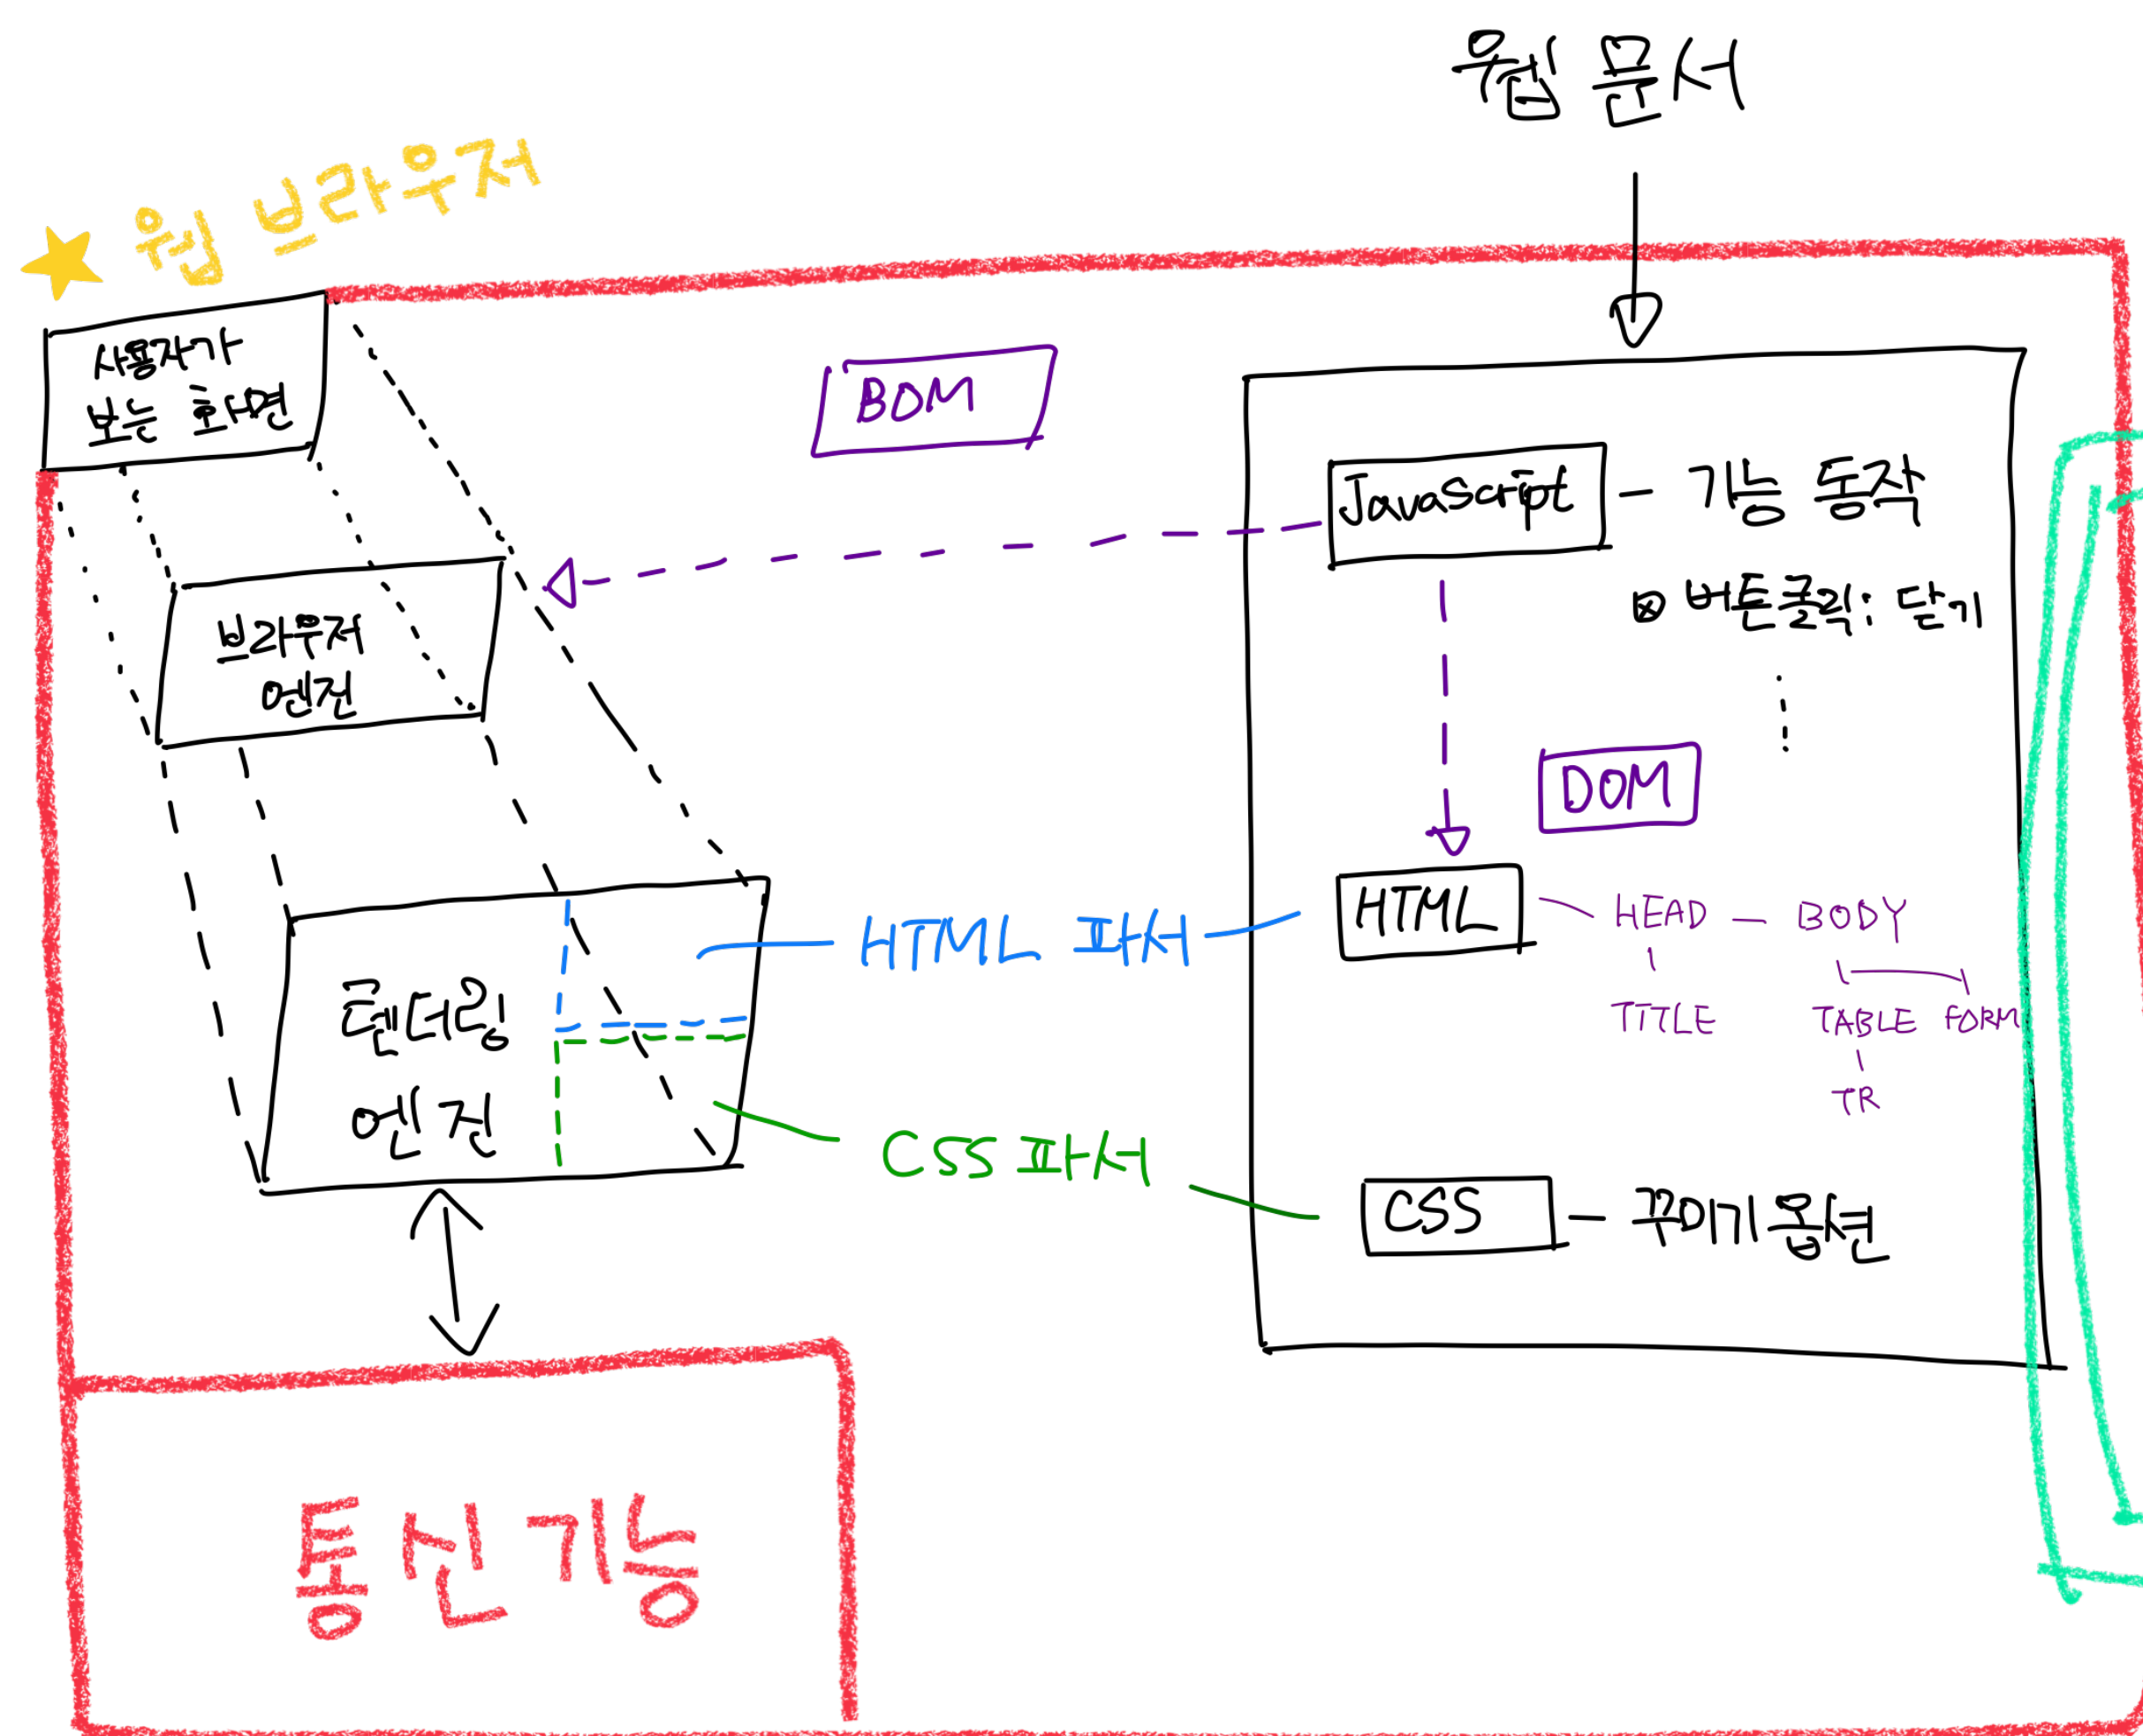 웹 문서
★ 웹 브라우저
사용자가
보는 화면
BOM
JavaScript - 기능 동작
⊠ 버튼클릭: 닫기
브라우저
엔진
DOM
HTML
HEAD - BODY
TITLE
TABLE FORM
TR
HTML 파서
렌더링
엔진
CSS 파서
CSS - 꾸미기 옵션
통신기능